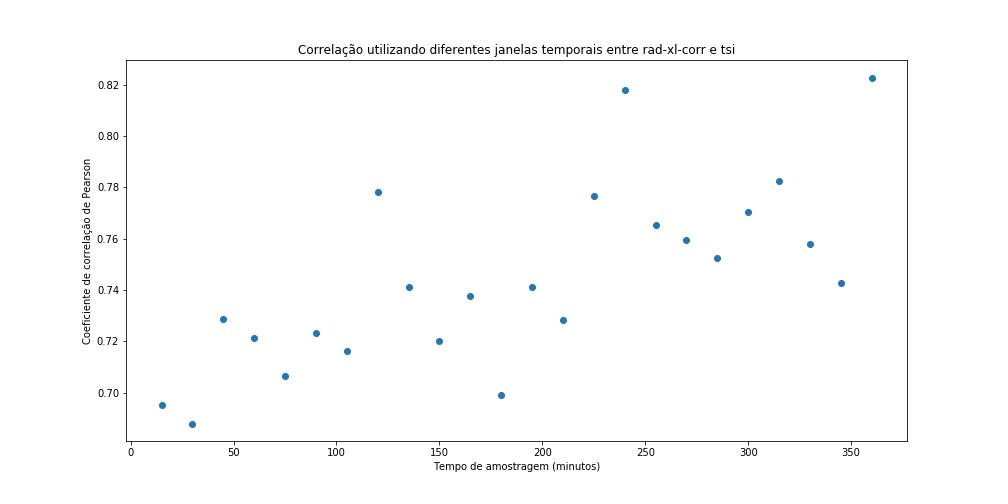 Correlação utilizando diferentes janelas temporais entre rad-xl-corr e tsi
Coeficiente de correlação de Pearson
0.82
0.80
0.78
0.76
0.74
0.72
0.70
0 50 100 150 200 250 300 350
Tempo de amostragem (minutos)